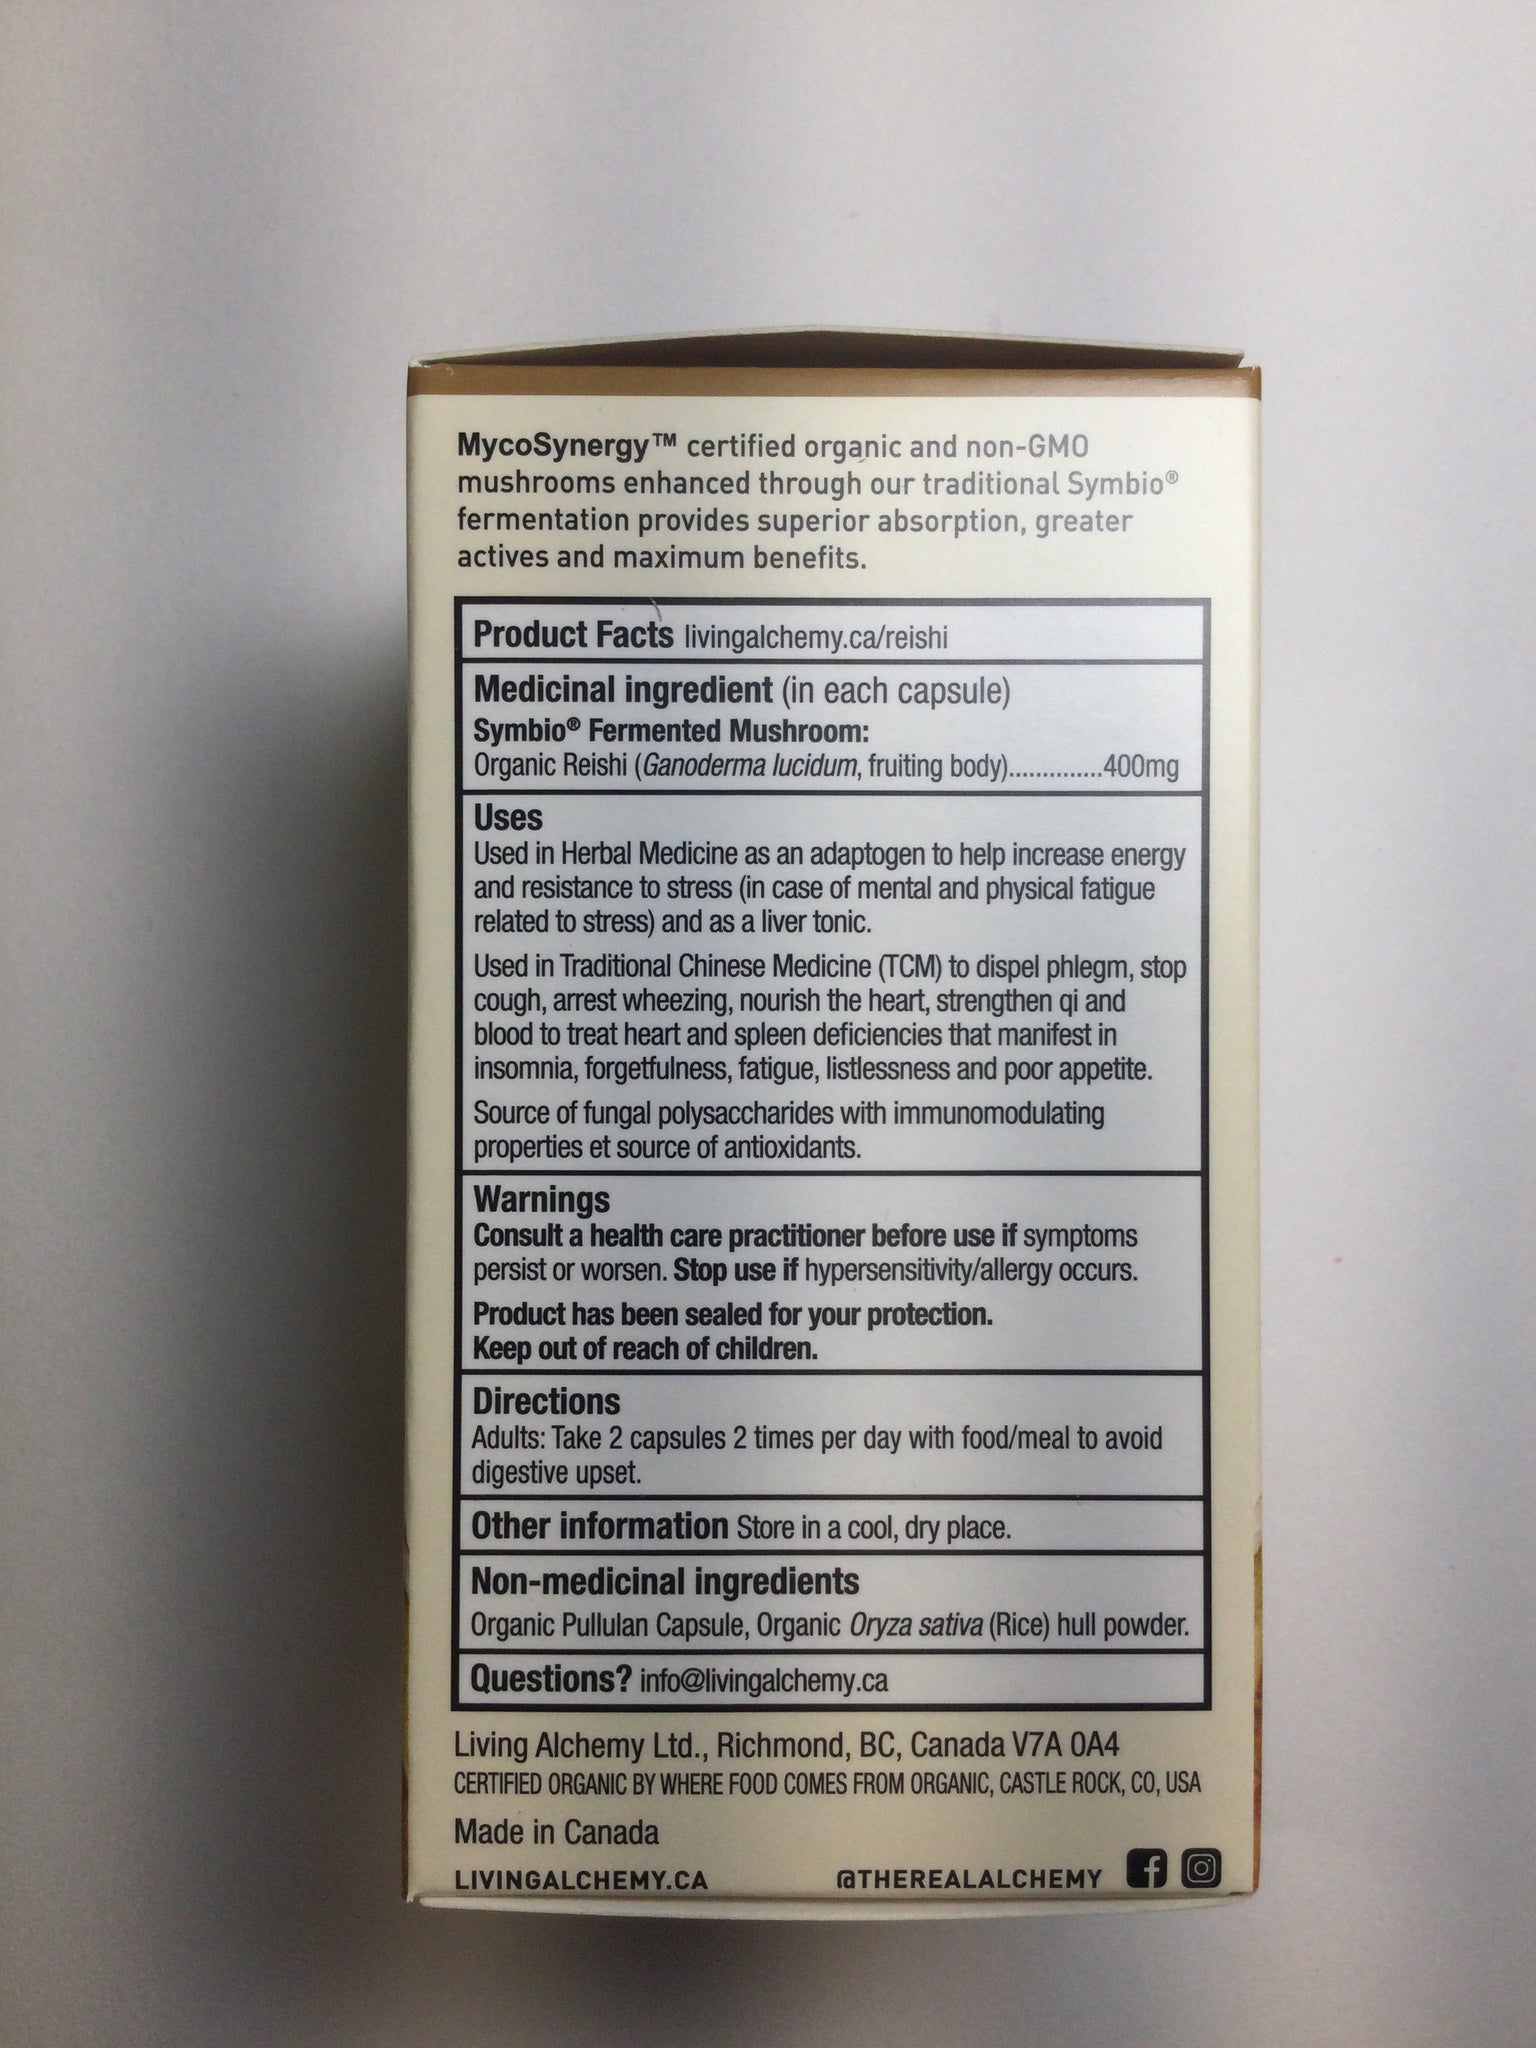 MycoSynergy™ certified organic and non-GMO
mushrooms enhanced through our traditional Symbio®
fermentation provides superior absorption, greater
actives and maximum benefits.
Product Facts livingalchemy.ca/reishi
Medicinal ingredient (in each capsule)
Symbio® Fermented Mushroom:
Organic Reishi (Ganoderma lucidum, fruiting body)..............400mg
Uses
Used in Herbal Medicine as an adaptogen to help increase energy
and resistance to stress (in case of mental and physical fatigue
related to stress) and as a liver tonic.
Used in Traditional Chinese Medicine (TCM) to dispel phlegm, stop
cough, arrest wheezing, nourish the heart, strengthen qi and
blood to treat heart and spleen deficiencies that manifest in
insomnia, forgetfulness, fatigue, listlessness and poor appetite.
Source of fungal polysaccharides with immunomodulating
properties et source of antioxidants.
Warnings
Consult a health care practitioner before use if symptoms
persist or worsen. Stop use if hypersensitivity/allergy occurs.
Product has been sealed for your protection.
Keep out of reach of children.
Directions
Adults: Take 2 capsules 2 times per day with food/meal to avoid
digestive upset.
Other information Store in a cool, dry place.
Non-medicinal ingredients
Organic Pullulan Capsule, Organic Oryza sativa (Rice) hull powder.
Questions? info@livingalchemy.ca
Living Alchemy Ltd., Richmond, BC, Canada V7A 0A4
CERTIFIED ORGANIC BY WHERE FOOD COMES FROM ORGANIC, CASTLE ROCK, CO, USA
Made in Canada
LIVINGALCHEMY.CA @THEREALALCHEMY